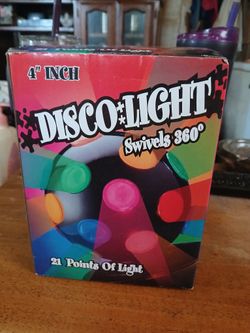 4" INCH
DISCO LIGHT
Swivels 360°
21 Points Of Light